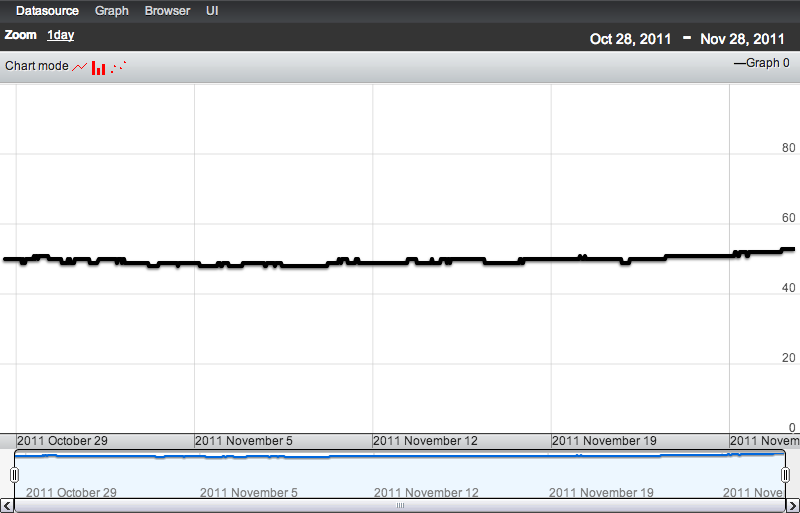 Datasource Graph Browser UI
Zoom 1day Oct 28, 2011 – Nov 28, 2011
Chart mode Graph 0
80
60
40
20
0
2011 October 29 2011 November 5 2011 November 12 2011 November 19 2011 Novem
2011 October 29 2011 November 5 2011 November 12 2011 November 19 2011 Nove